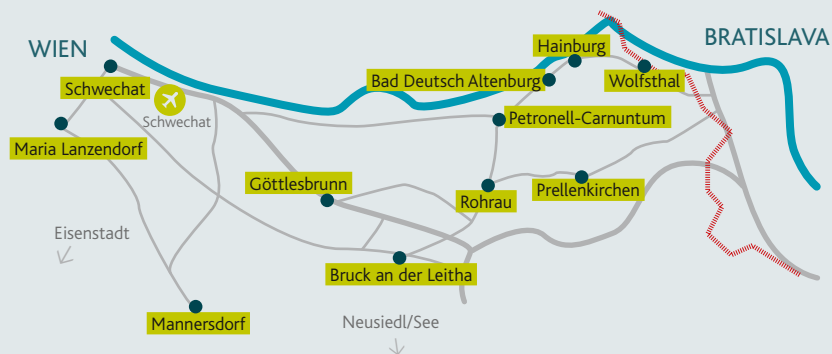 WIEN
BRATISLAVA
Hainburg
Schwechat
Bad Deutsch Altenburg
Wolfsthal
Schwechat
Petronell-Carnuntum
Maria Lanzendorf
Göttlesbrunn
Rohrau
Prellenkirchen
Eisenstadt
Bruck an der Leitha
Mannersdorf
Neusiedl/See